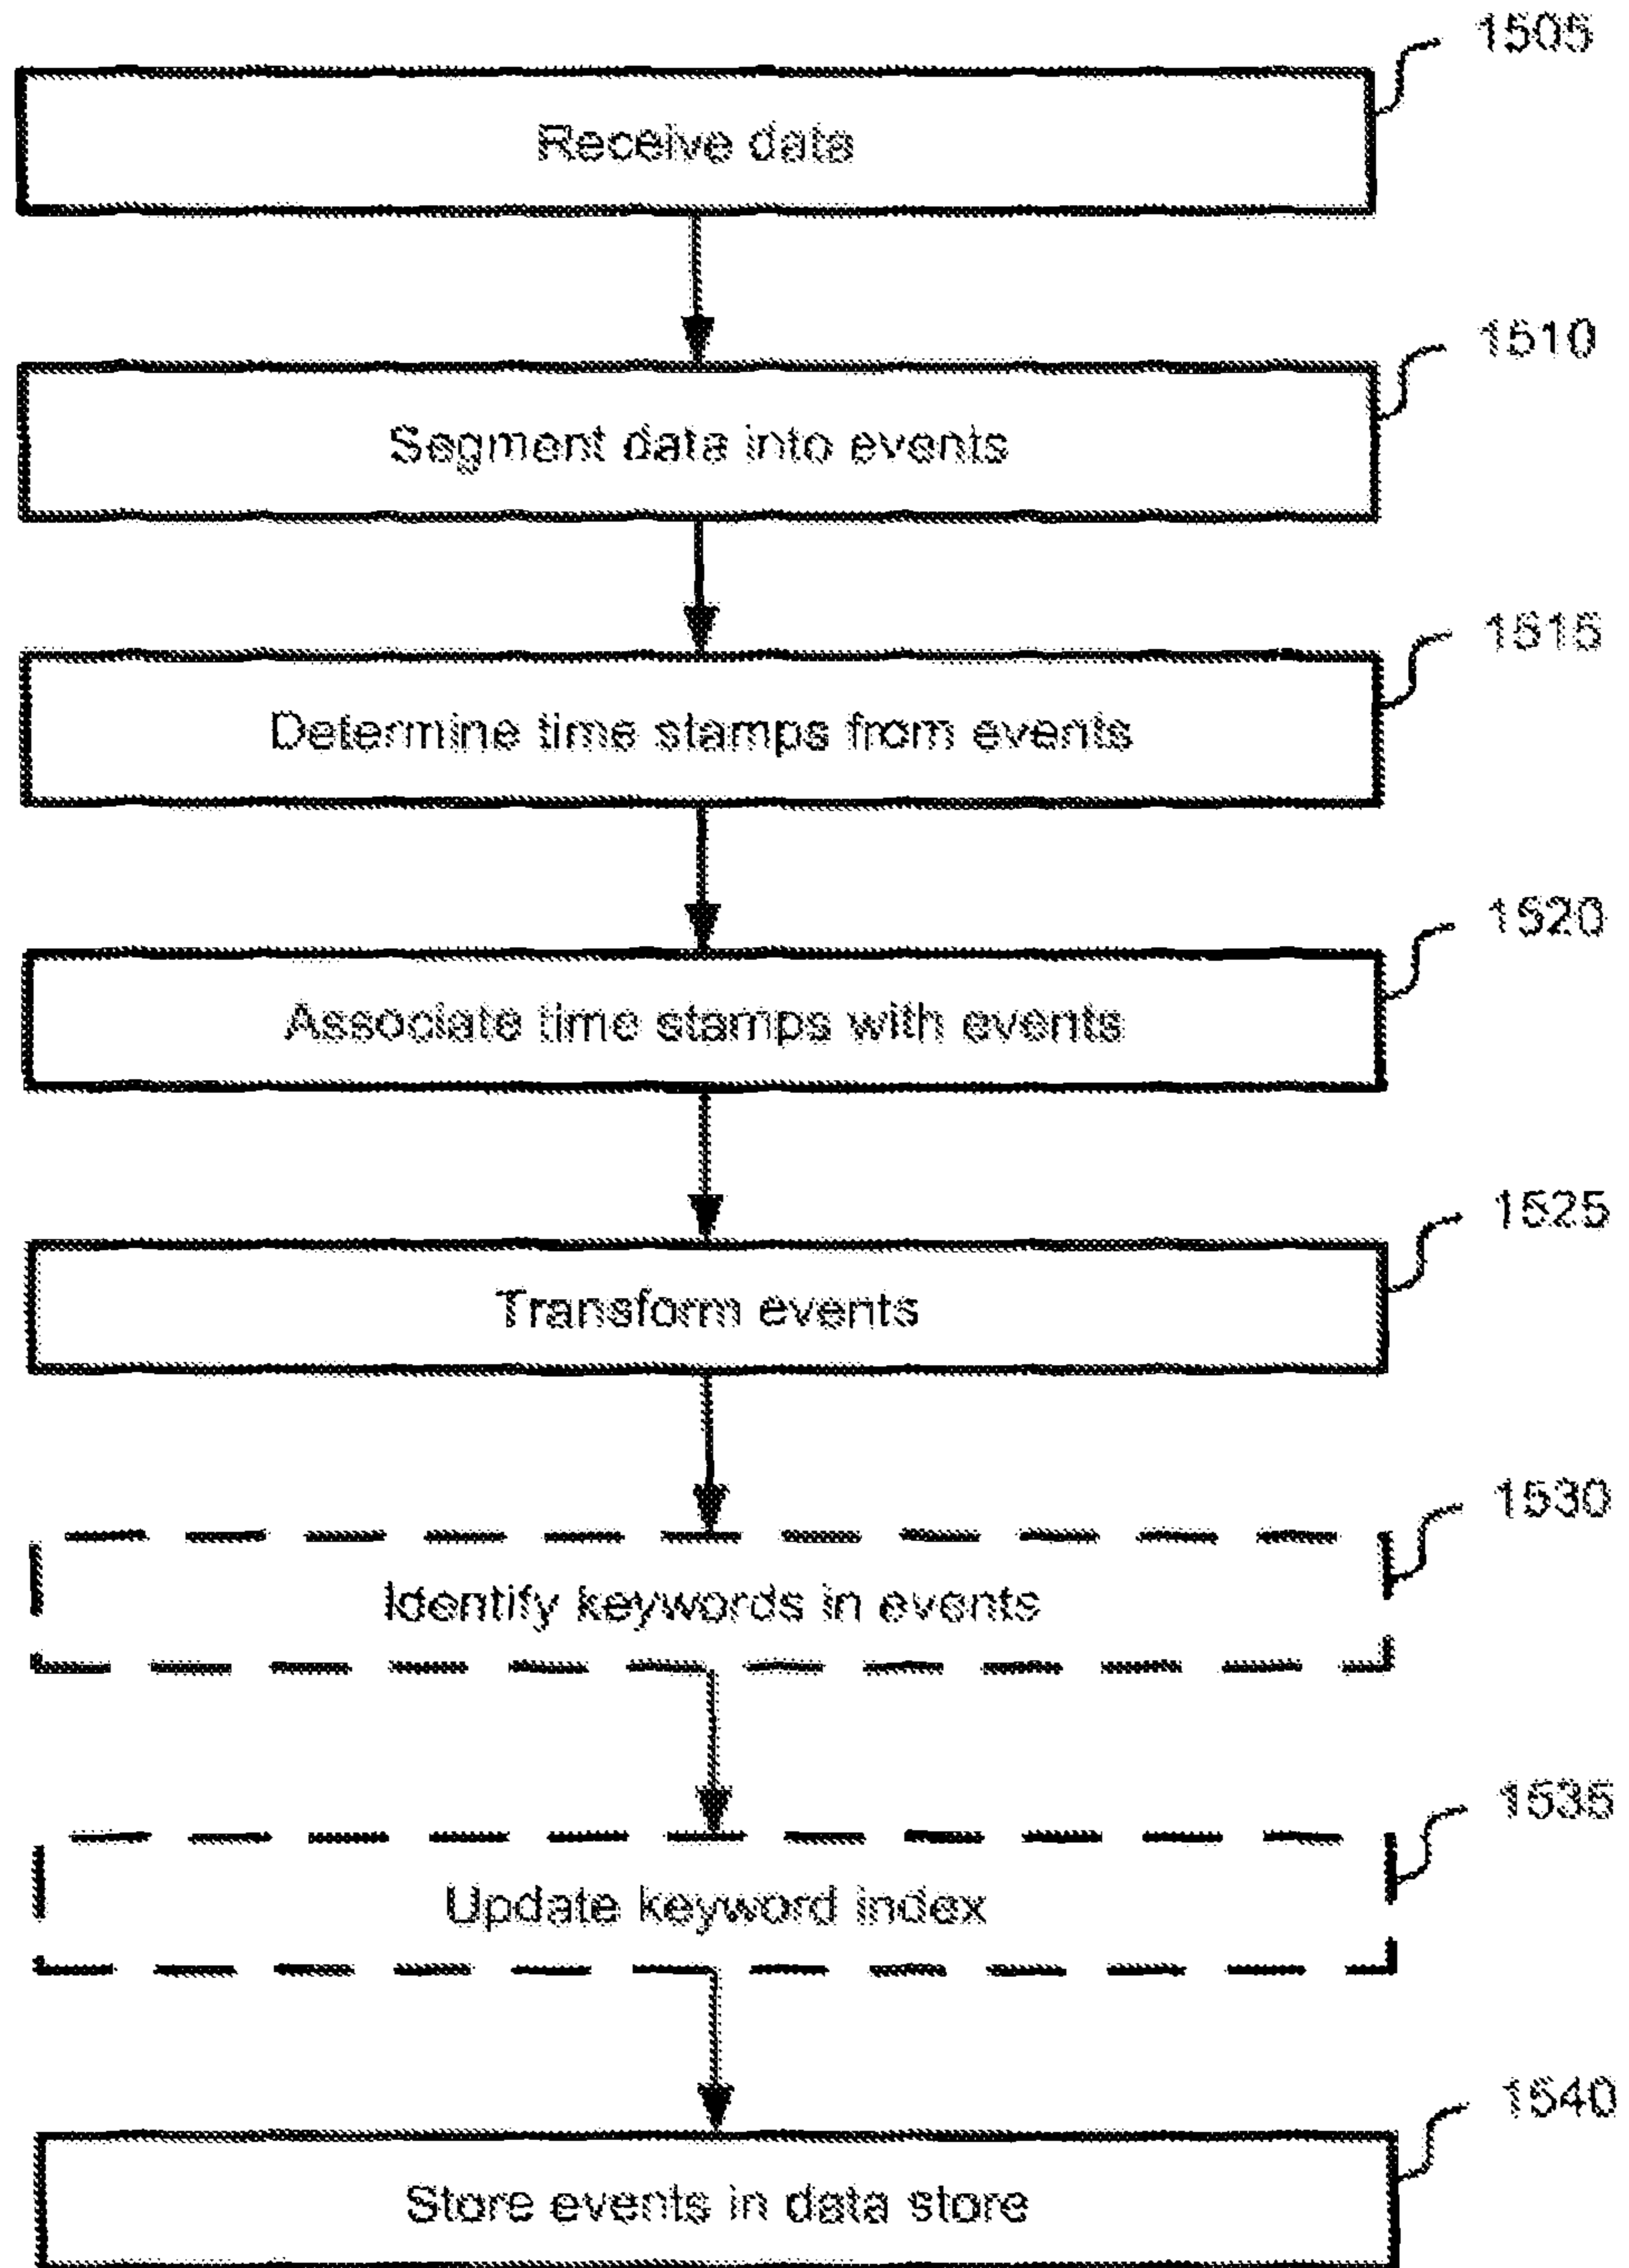 1505
Receive data
1510
Segment data into events
1515
Determine time stamps from events
1520
Associate time stamps with events
1525
Transform events
1530
Identify keywords in events
1535
Update keyword index
1540
Store events in data store